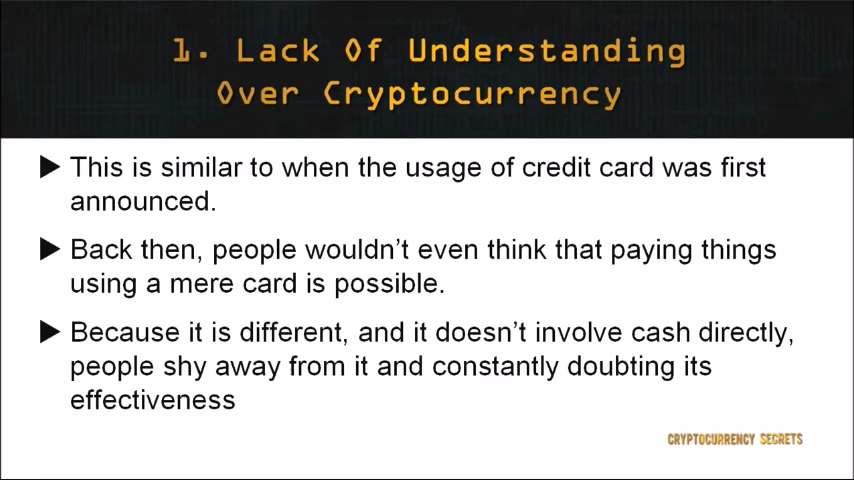 1. Lack Of Understanding
Over Cryptocurrency
▶ This is similar to when the usage of credit card was first
announced.
▶ Back then, people wouldn't even think that paying things
using a mere card is possible.
▶ Because it is different, and it doesn't involve cash directly,
people shy away from it and constantly doubting its
effectiveness
CRYPTOCURRENCY SECRETS